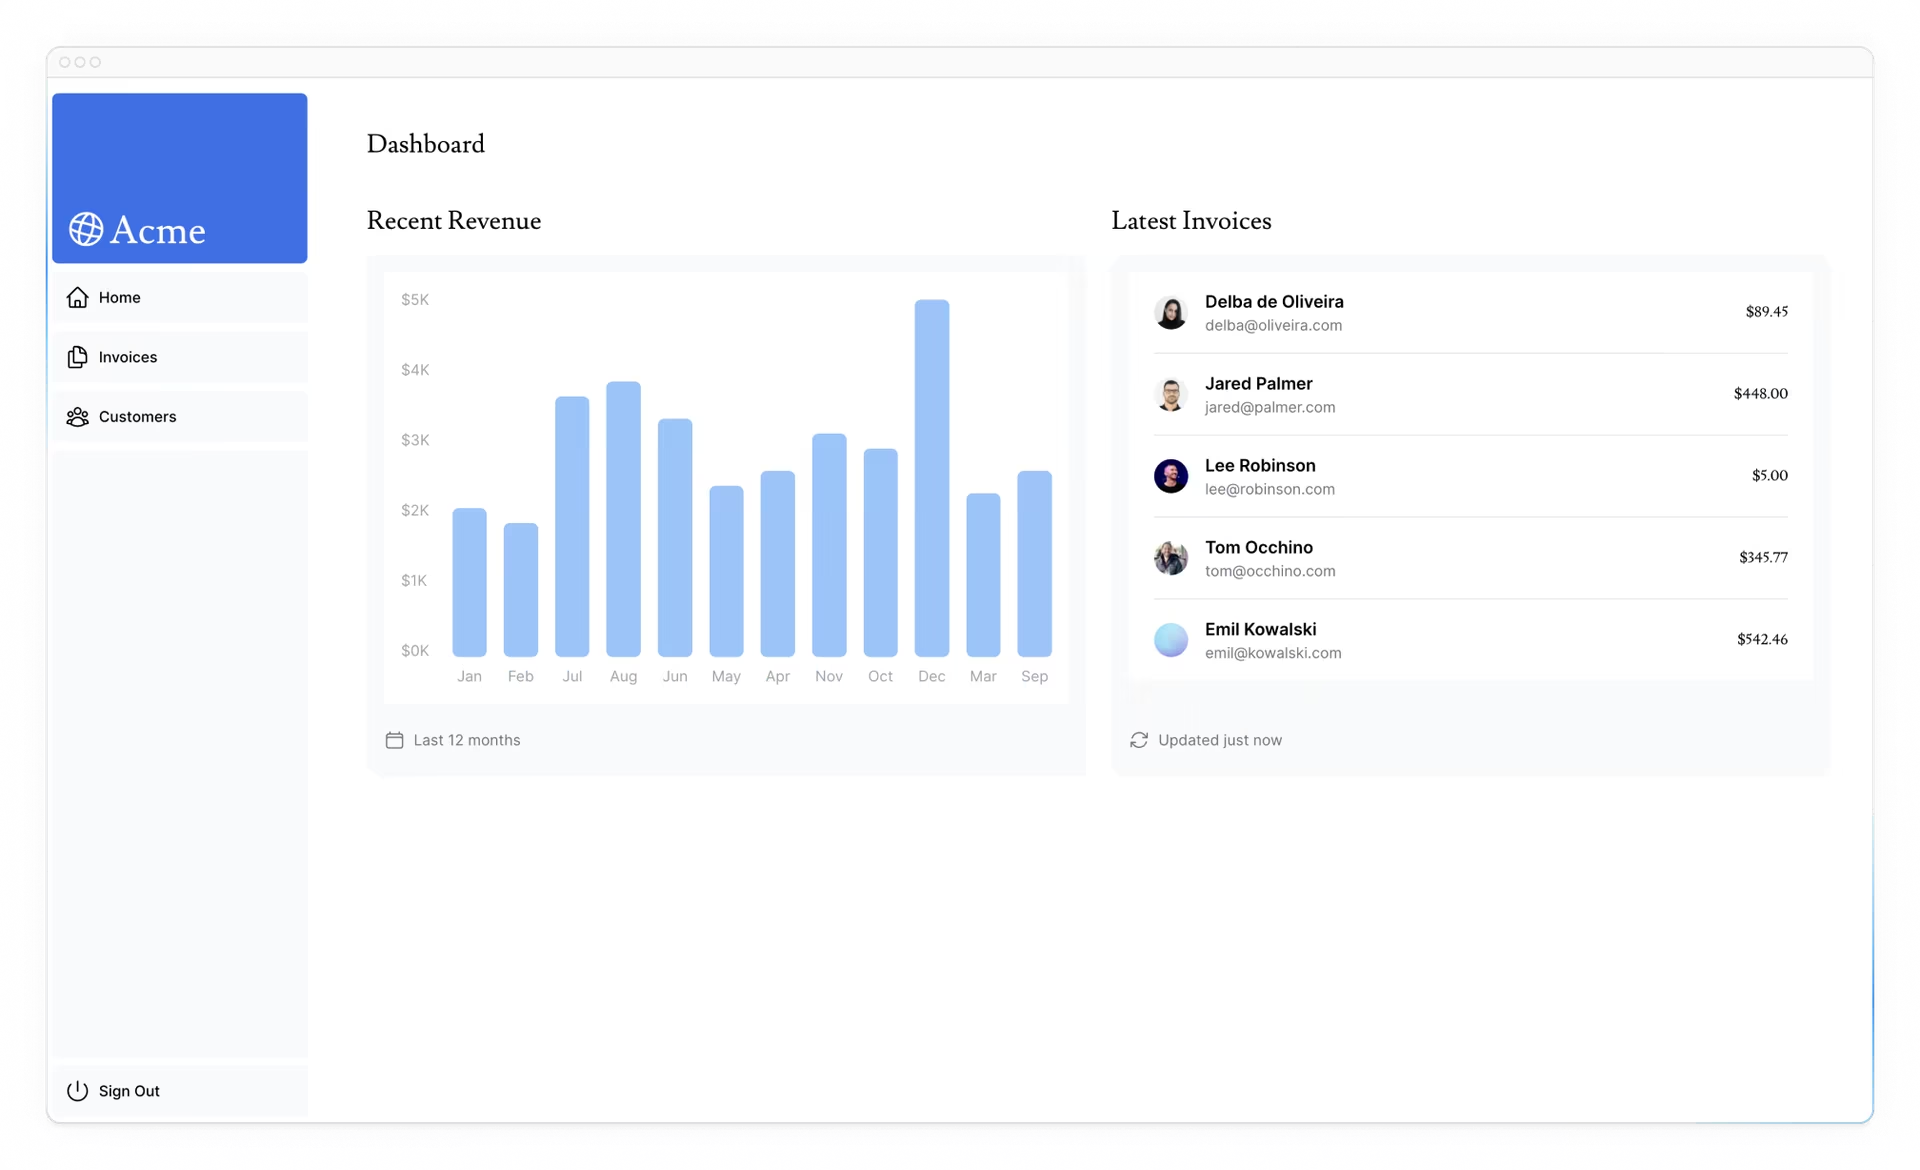 Acme
Home
Invoices
Customers
Sign Out
Dashboard
Recent Revenue
$5K
$4K
$3K
$2K
$1K
$0K
Jan Feb Jul Aug Jun May Apr Nov Oct Dec Mar Sep
Last 12 months
Latest Invoices
Delba de Oliveira
delba@oliveira.com
$89.45
Jared Palmer
jared@palmer.com
$448.00
Lee Robinson
lee@robinson.com
$5.00
Tom Occhino
tom@occhino.com
$345.77
Emil Kowalski
emil@kowalski.com
$542.46
Updated just now